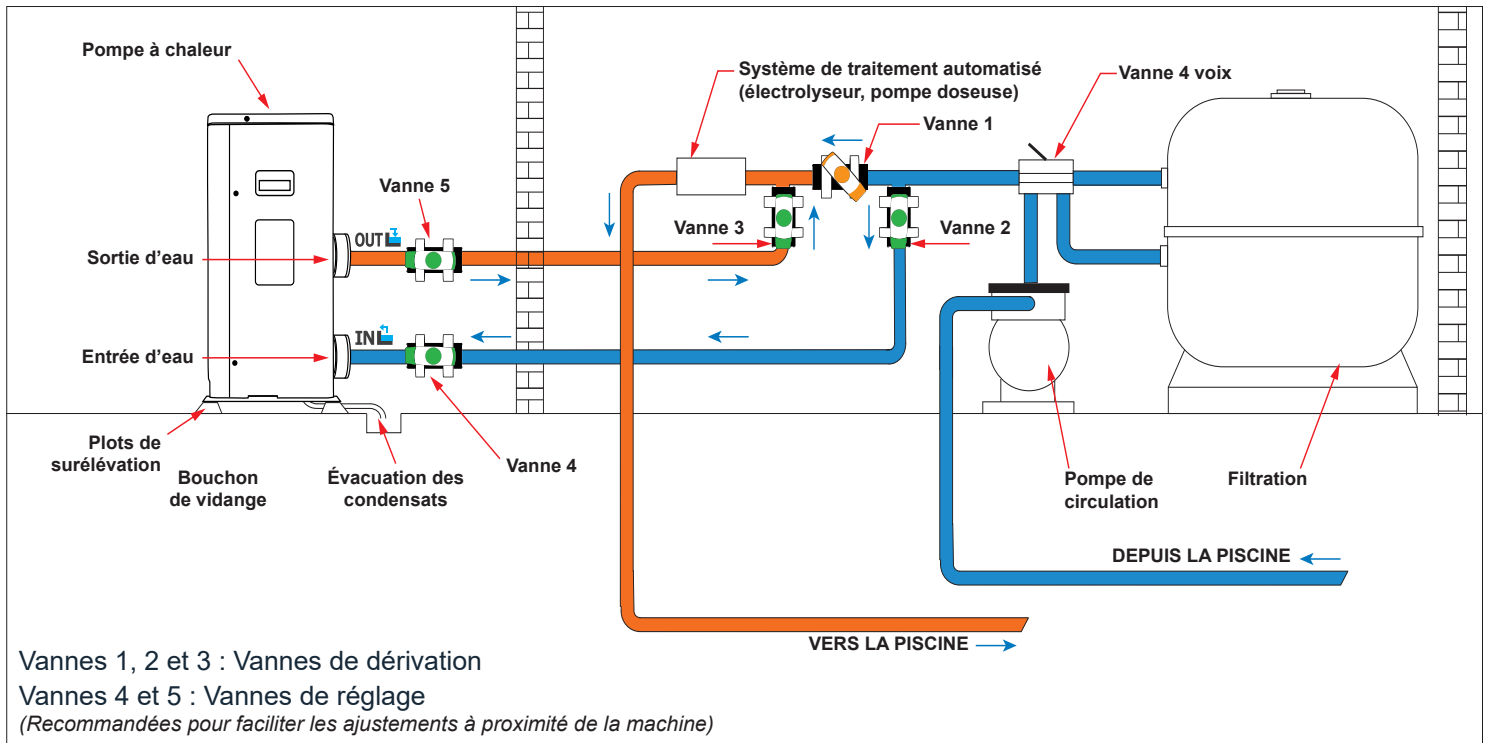 Pompe à chaleur
Système de traitement automatisé
(électrolyseur, pompe doseuse)
Vanne 4 voix
Vanne 1
Vanne 5
Vanne 3
Vanne 2
OUT
Sortie d'eau
IN
Entrée d'eau
Plots de
surélévation
Bouchon
de vidange
Évacuation des
condensats
Vanne 4
Pompe de
circulation
Filtration
DEPUIS LA PISCINE
VERS LA PISCINE
Vannes 1, 2 et 3 : Vannes de dérivation
Vannes 4 et 5 : Vannes de réglage
(Recommandées pour faciliter les ajustements à proximité de la machine)